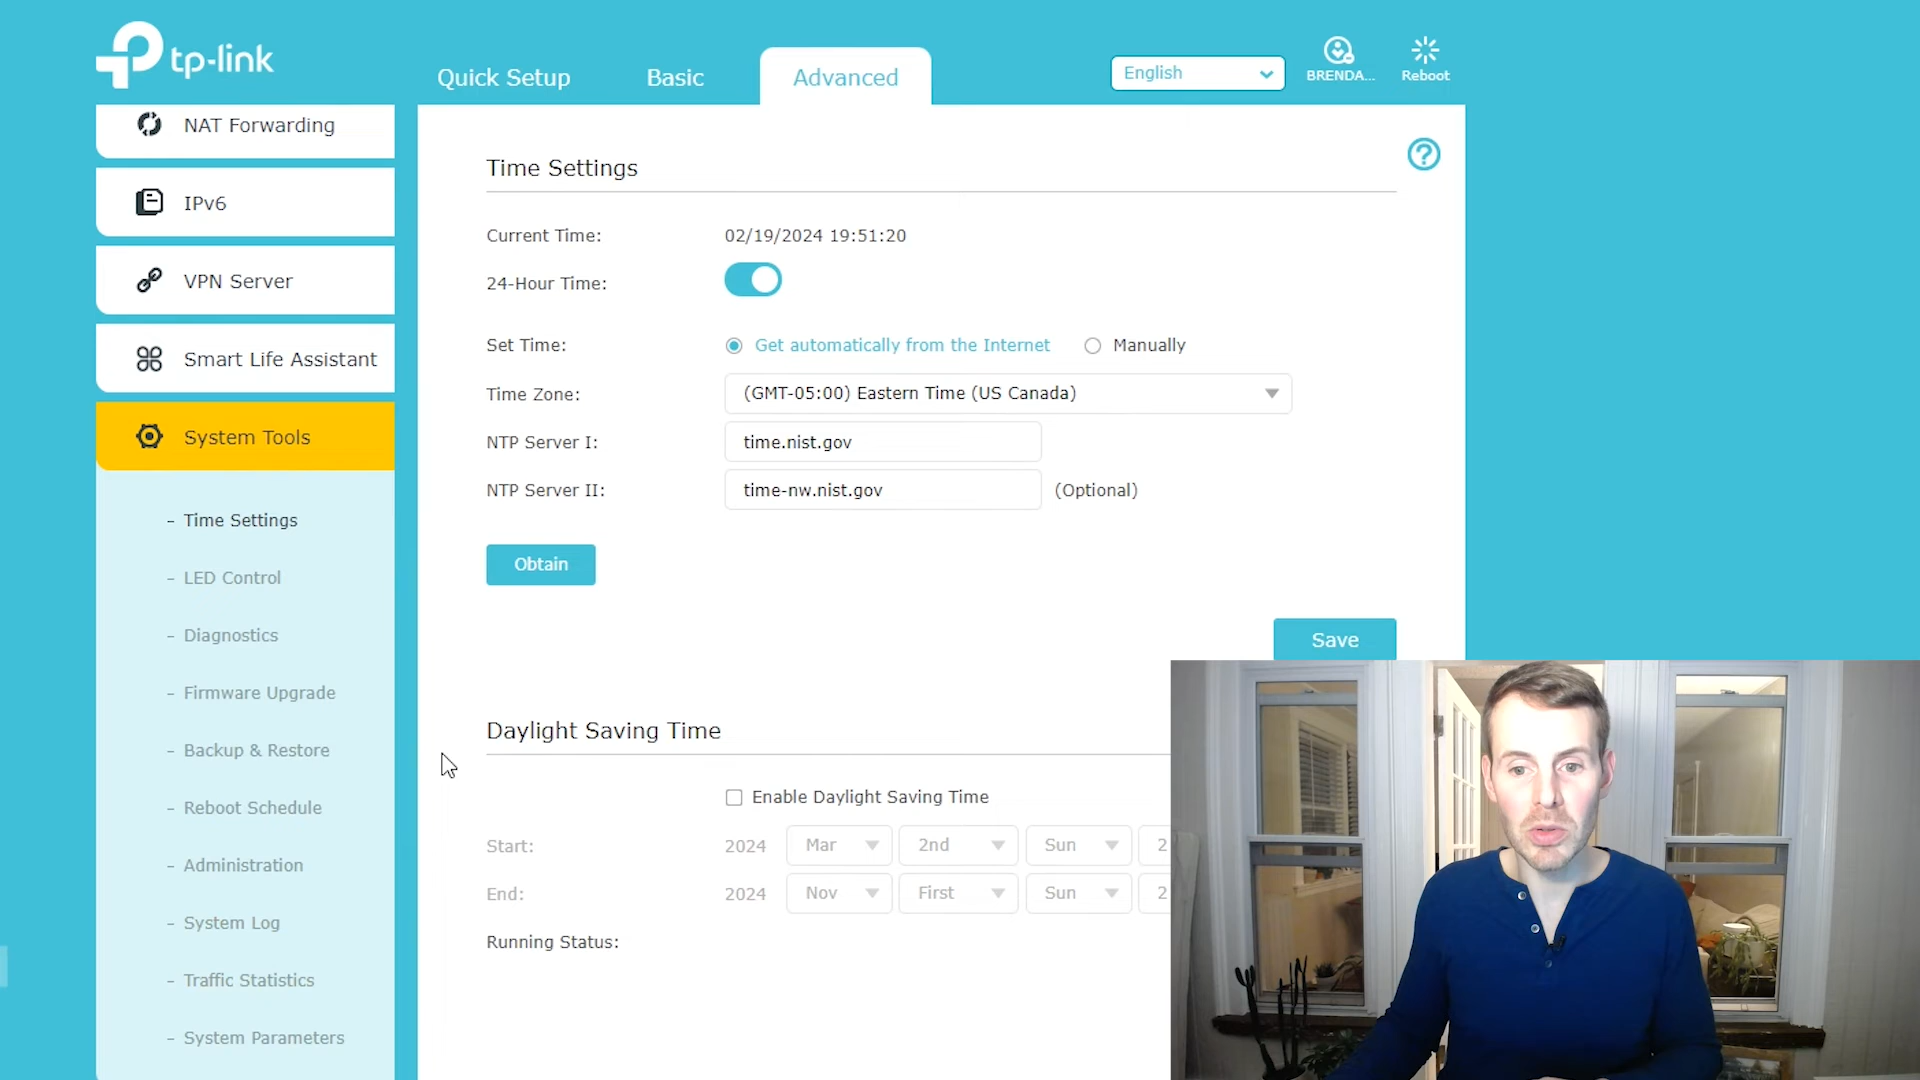 tp-link
Quick Setup Basic Advanced
English
BRENDA...
Reboot
NAT Forwarding
IPv6
VPN Server
Smart Life Assistant
System Tools
- Time Settings
- LED Control
- Diagnostics
- Firmware Upgrade
- Backup & Restore
- Reboot Schedule
- Administration
- System Log
- Traffic Statistics
- System Parameters
Time Settings
Current Time: 02/19/2024 19:51:20
24-Hour Time:
Set Time: Get automatically from the Internet Manually
Time Zone: (GMT-05:00) Eastern Time (US Canada)
NTP Server I: time.nist.gov
NTP Server II: time-nw.nist.gov (Optional)
Obtain
Save
Daylight Saving Time
Enable Daylight Saving Time
Start: 2024 Mar 2nd Sun 2
End: 2024 Nov First Sun 2
Running Status: